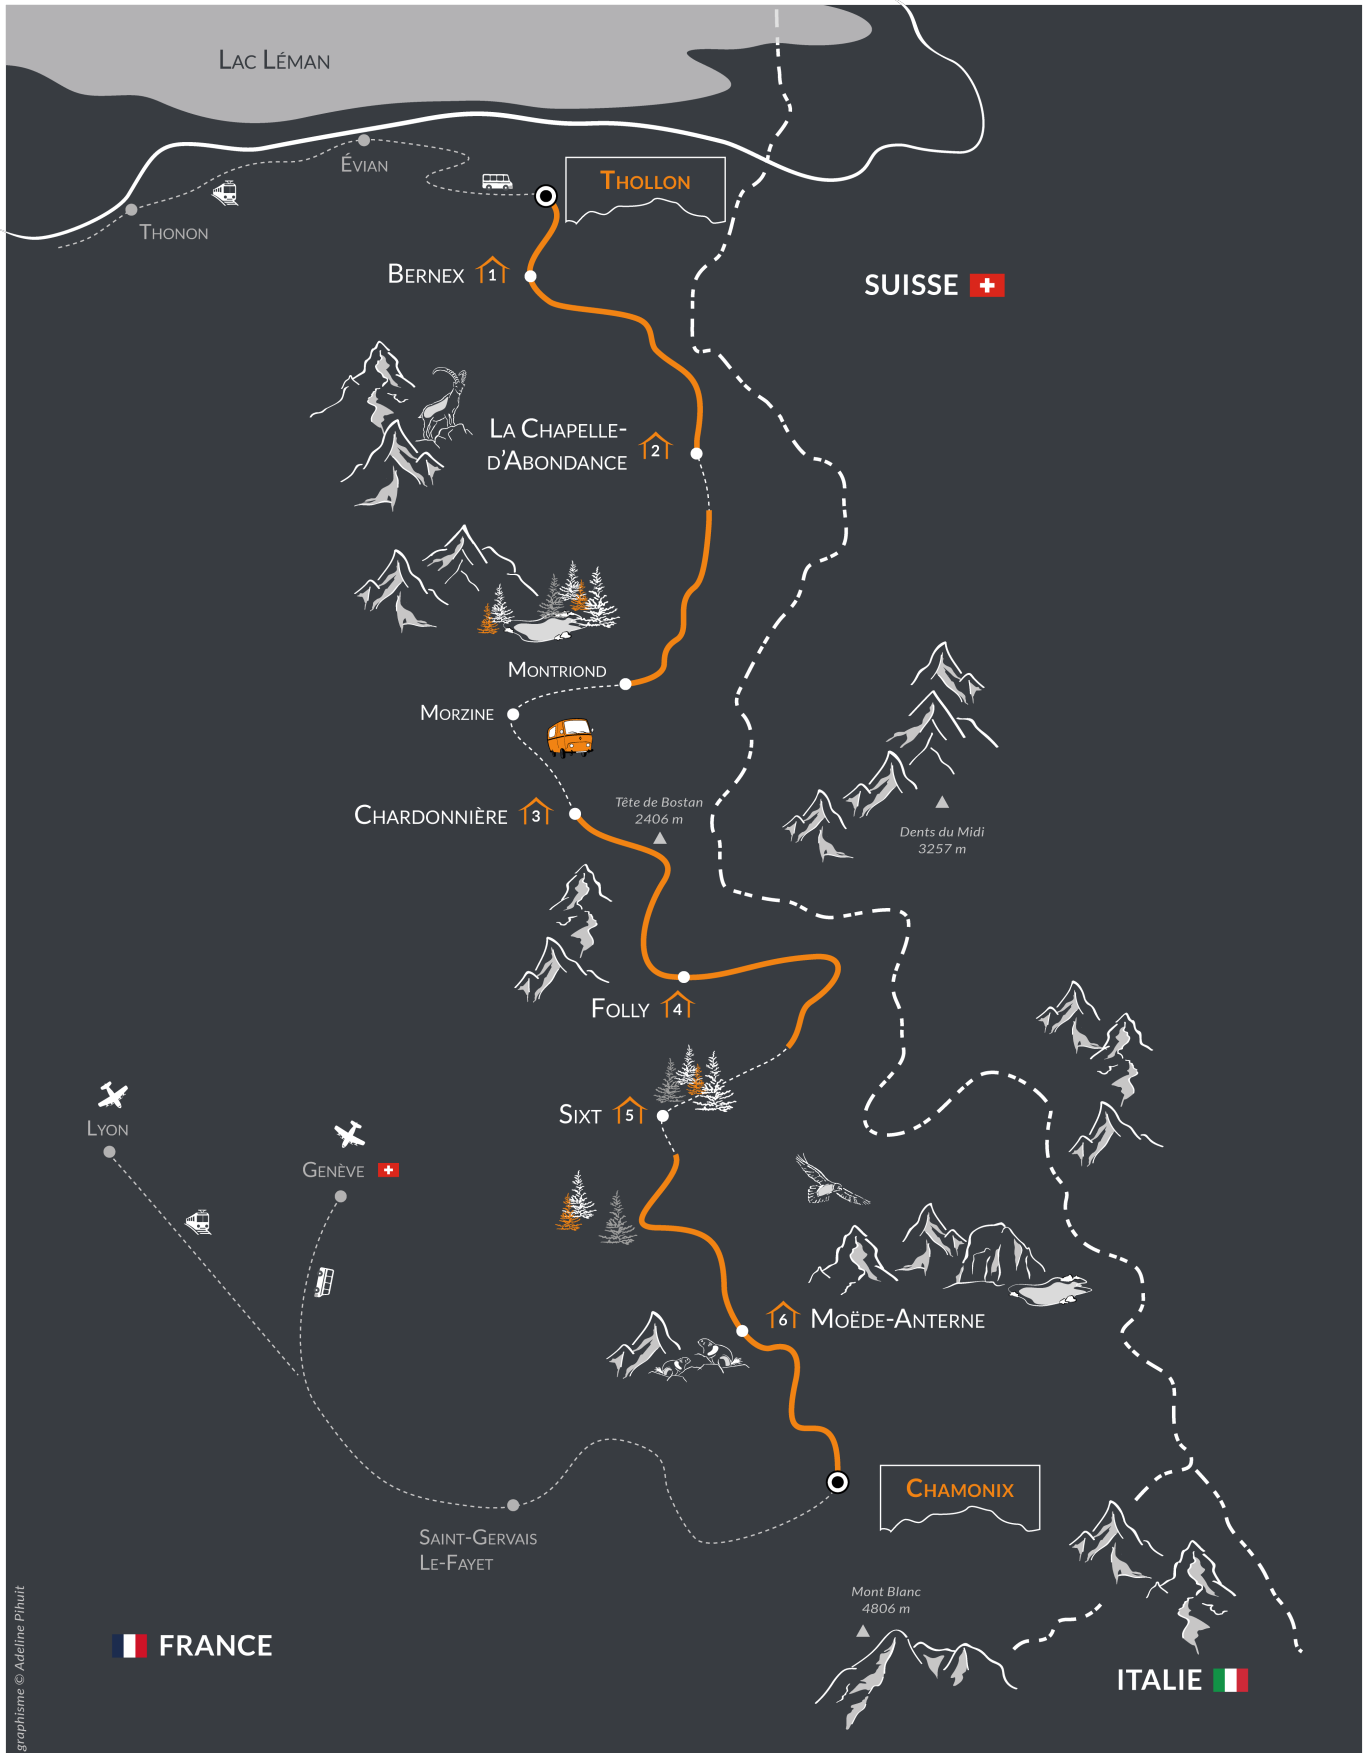 Lac Léman
Évian
Thonon
Thollon
Bernex 1
SUISSE
La Chapelle-
d'Abondance 2
Montriond
Morzine
Chardonnière 3
Tête de Bostan
2406 m
Dents du Midi
3257 m
Folly 4
Sixt 5
Lyon
Genève
6 Moëde-Anterne
Chamonix
Saint-Gervais
Le-Fayet
Mont Blanc
4806 m
FRANCE
ITALIE
graphisme © Adeline Pihuit